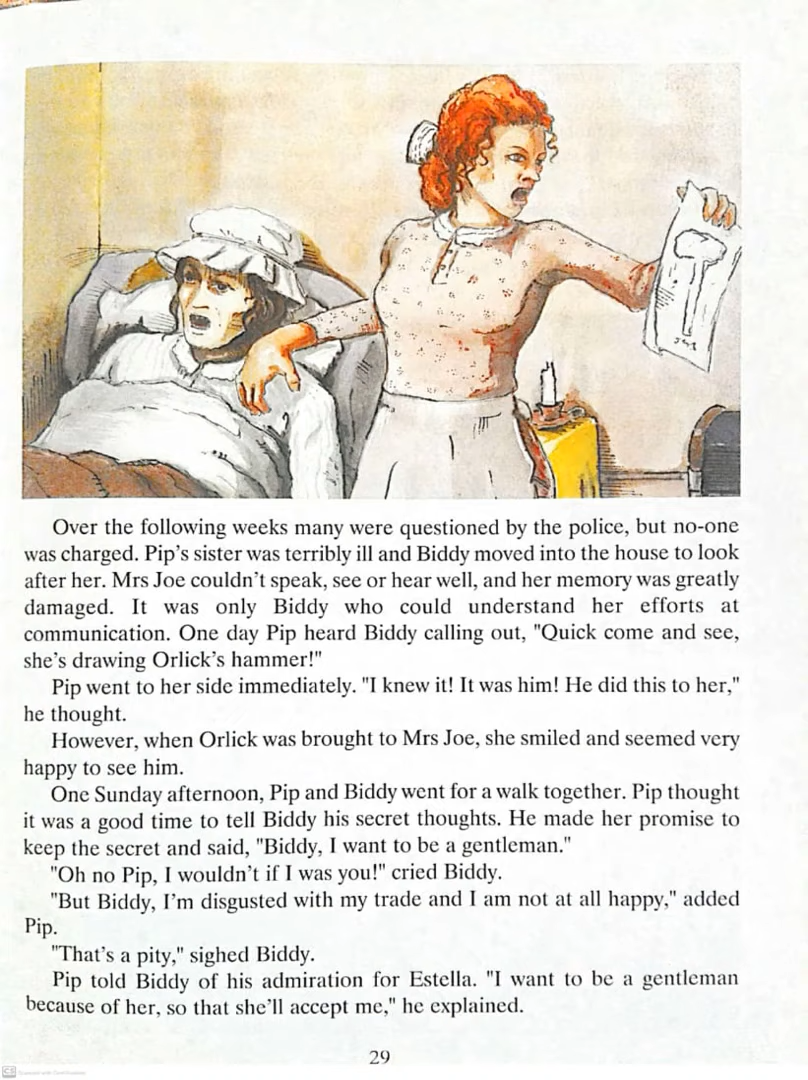 Over the following weeks many were questioned by the police, but no-one
was charged. Pip's sister was terribly ill and Biddy moved into the house to look
after her. Mrs Joe couldn't speak, see or hear well, and her memory was greatly
damaged. It was only Biddy who could understand her efforts at
communication. One day Pip heard Biddy calling out, "Quick come and see,
she's drawing Orlick's hammer!"
Pip went to her side immediately. "I knew it! It was him! He did this to her,"
he thought.
However, when Orlick was brought to Mrs Joe, she smiled and seemed very
happy to see him.
One Sunday afternoon, Pip and Biddy went for a walk together. Pip thought
it was a good time to tell Biddy his secret thoughts. He made her promise to
keep the secret and said, "Biddy, I want to be a gentleman."
"Oh no Pip, I wouldn't if I was you!" cried Biddy.
"But Biddy, I'm disgusted with my trade and I am not at all happy," added
Pip.
"That's a pity," sighed Biddy.
Pip told Biddy of his admiration for Estella. "I want to be a gentleman
because of her, so that she'll accept me," he explained.
29
CS Scanned with CamScanner